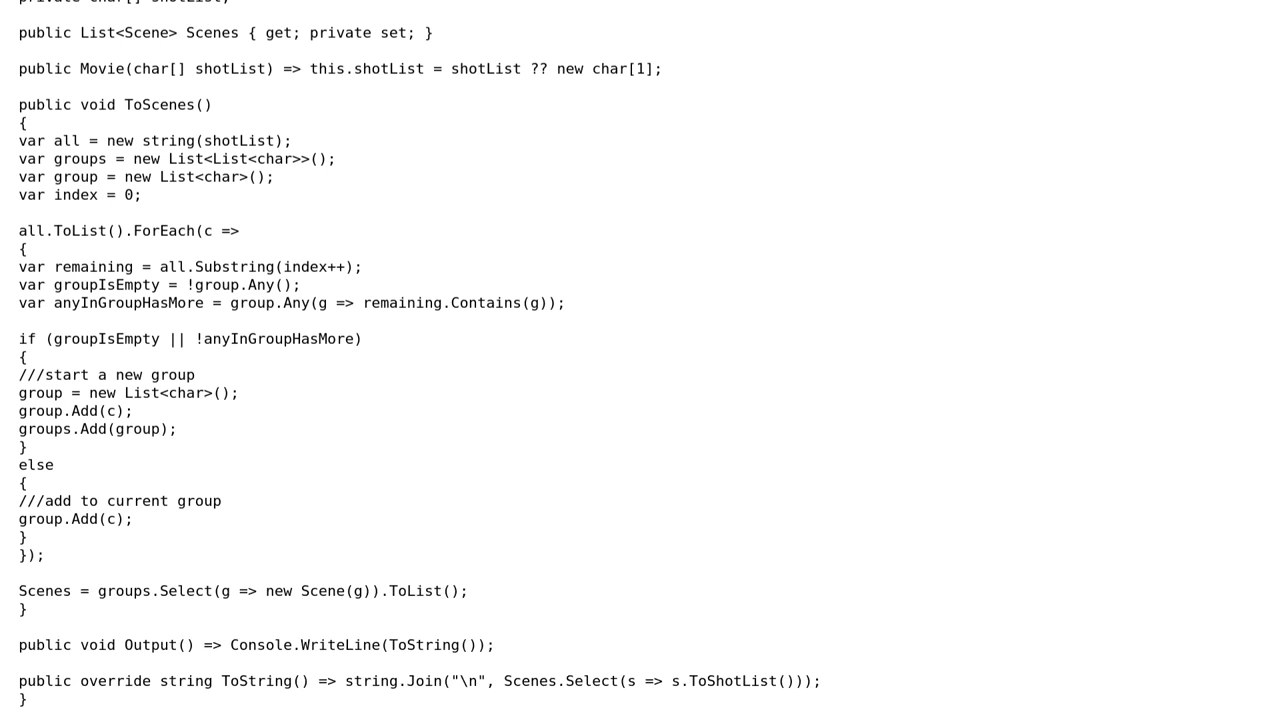 private char[] shotList;
public List<Scene> Scenes { get; private set; }
public Movie(char[] shotList) => this.shotList = shotList ?? new char[1];
public void ToScenes()
{
var all = new string(shotList);
var groups = new List<List<char>>();
var group = new List<char>();
var index = 0;
all.ToList().ForEach(c =>
{
var remaining = all.Substring(index++);
var groupIsEmpty = !group.Any();
var anyInGroupHasMore = group.Any(g => remaining.Contains(g));
if (groupIsEmpty || !anyInGroupHasMore)
{
///start a new group
group = new List<char>();
group.Add(c);
groups.Add(group);
}
else
{
///add to current group
group.Add(c);
}
});
Scenes = groups.Select(g => new Scene(g)).ToList();
}
public void Output() => Console.WriteLine(ToString());
public override string ToString() => string.Join("\n", Scenes.Select(s => s.ToShotList()));
}